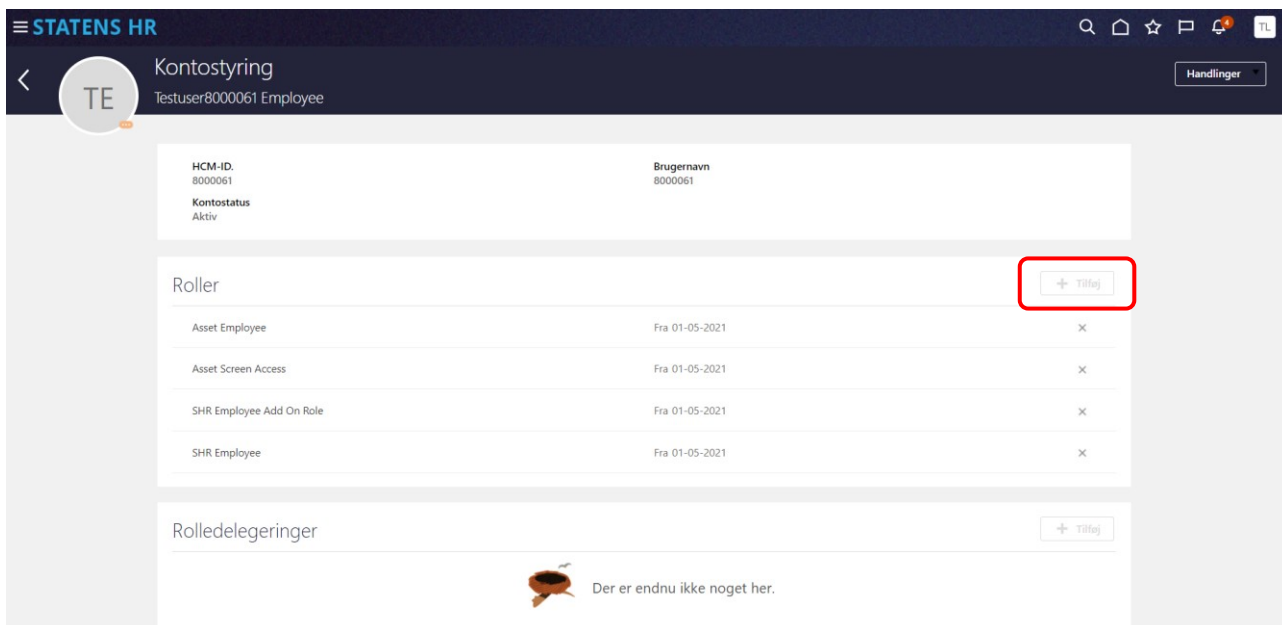 STATENS HR
4
TL
TE
Kontostyring
Testuser8000061 Employee
Handlinger
HCM-ID.
8000061
Brugernavn
8000061
Kontostatus
Aktiv
Roller
+ Tilføj
Asset Employee Fra 01-05-2021
Asset Screen Access Fra 01-05-2021
SHR Employee Add On Role Fra 01-05-2021
SHR Employee Fra 01-05-2021
Rolledelegeringer
+ Tilføj
Der er endnu ikke noget her.